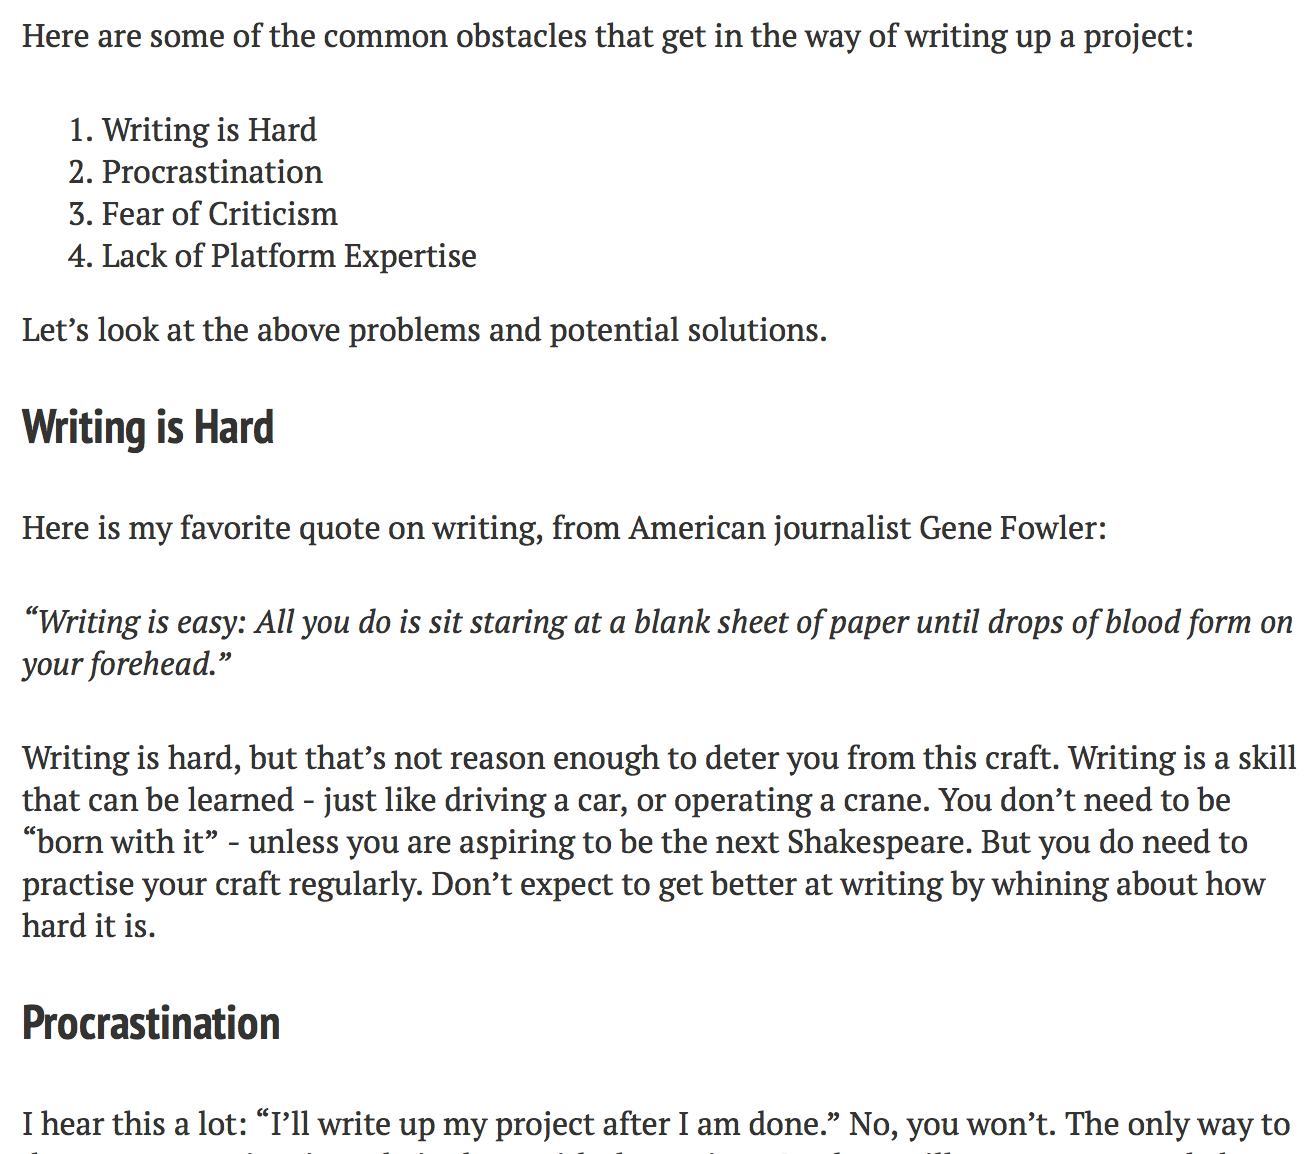 Here are some of the common obstacles that get in the way of writing up a project:
1. Writing is Hard
2. Procrastination
3. Fear of Criticism
4. Lack of Platform Expertise
Let’s look at the above problems and potential solutions.
Writing is Hard
Here is my favorite quote on writing, from American journalist Gene Fowler:
“Writing is easy: All you do is sit staring at a blank sheet of paper until drops of blood form on
your forehead.”
Writing is hard, but that’s not reason enough to deter you from this craft. Writing is a skill
that can be learned - just like driving a car, or operating a crane. You don’t need to be
“born with it” - unless you are aspiring to be the next Shakespeare. But you do need to
practise your craft regularly. Don’t expect to get better at writing by whining about how
hard it is.
Procrastination
I hear this a lot: “I’ll write up my project after I am done.” No, you won’t. The only way to